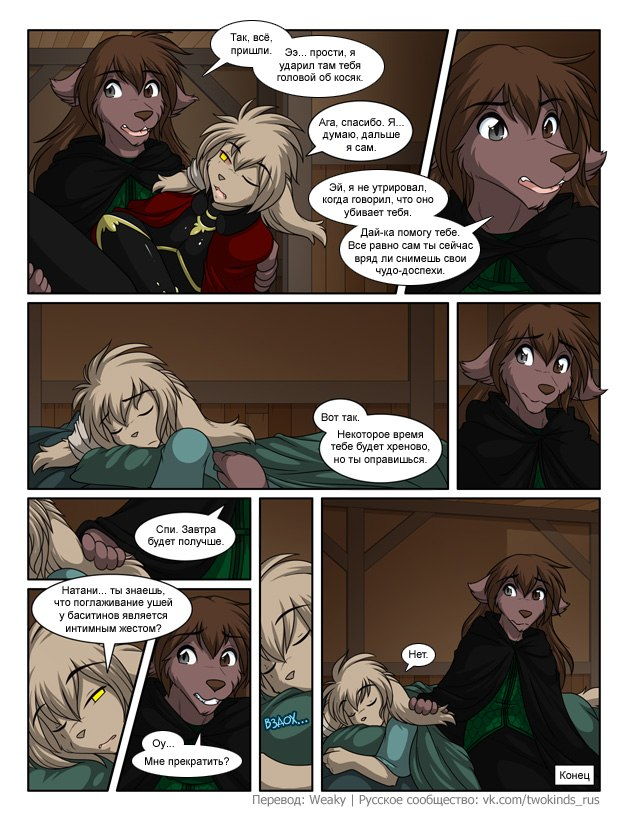 Так, всё,
пришли.
Ээ... прости, я
ударил там тебя
головой об косяк.
Ага, спасибо. Я...
думаю, дальше
я сам.
Эй, я не утрировал,
когда говорил, что оно
убивает тебя.
Дай-ка помогу тебе.
Все равно сам ты сейчас
вряд ли снимешь свои
чудо-доспехи.
Вот так.
Некоторое время
тебе будет хреново,
но ты оправишься.
Спи. Завтра
будет получше.
Натани... ты знаешь,
что поглаживание ушей
у баситинов является
интимным жестом?
Оу...
Мне прекратить?
ВЗДОХ...
Нет.
Конец
Перевод: Weaky | Русское сообщество: vk.com/twokinds_rus